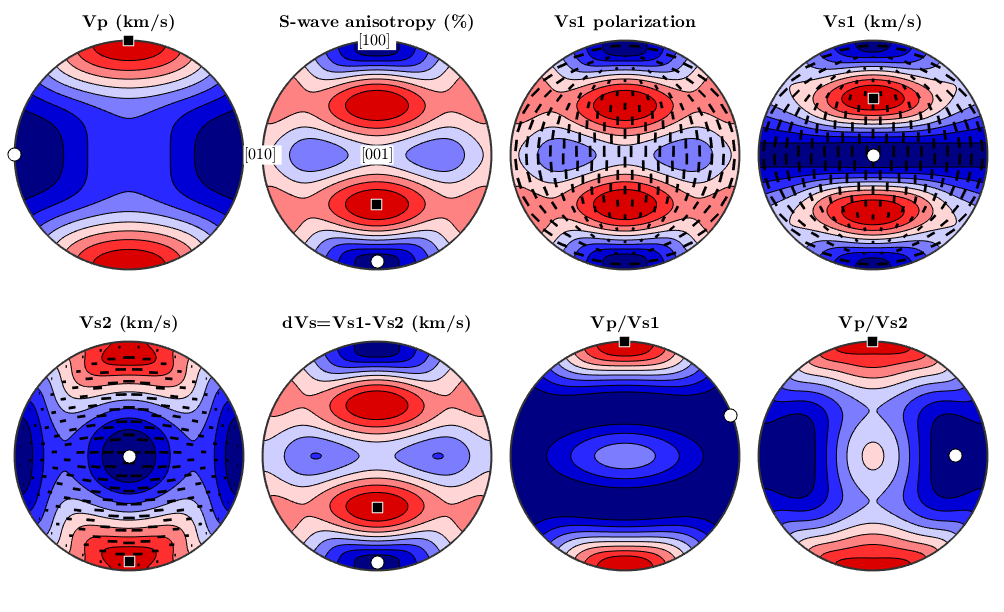 Vp (km/s)
S-wave anisotropy (%)
Vs1 polarization
Vs1 (km/s)
[100]
[010]
[001]
Vs2 (km/s)
dVs=Vs1-Vs2 (km/s)
Vp/Vs1
Vp/Vs2